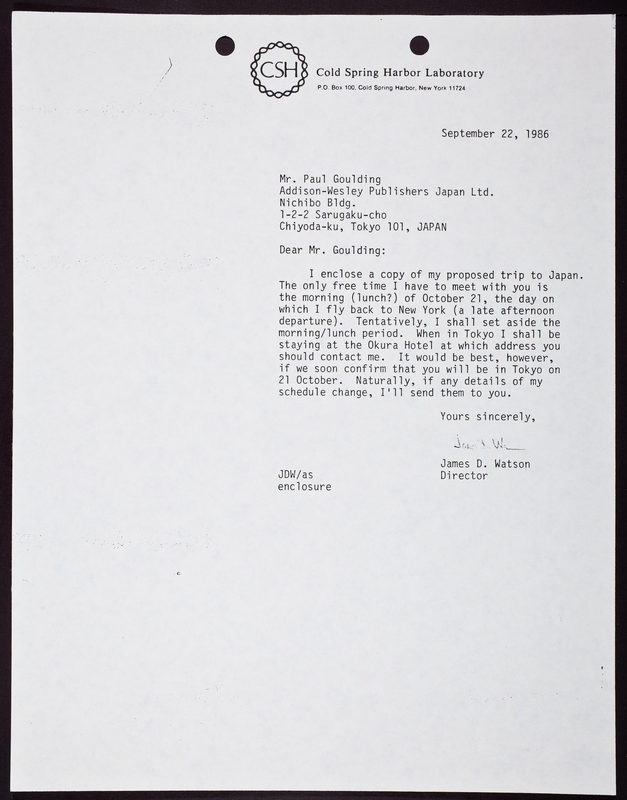 CSH
Cold Spring Harbor Laboratory
P.O. Box 100, Cold Spring Harbor, New York 11724
September 22, 1986
Mr. Paul Goulding
Addison-Wesley Publishers Japan Ltd.
Nichibo Bldg.
1-2-2 Sarugaku-cho
Chiyoda-ku, Tokyo 101, JAPAN
Dear Mr. Goulding:
I enclose a copy of my proposed trip to Japan.
The only free time I have to meet with you is
the morning (lunch?) of October 21, the day on
which I fly back to New York (a late afternoon
departure). Tentatively, I shall set aside the
morning/lunch period. When in Tokyo I shall be
staying at the Okura Hotel at which address you
should contact me. It would be best, however,
if we soon confirm that you will be in Tokyo on
21 October. Naturally, if any details of my
schedule change, I'll send them to you.
Yours sincerely,
James D. Watson
Director
JDW/as
enclosure